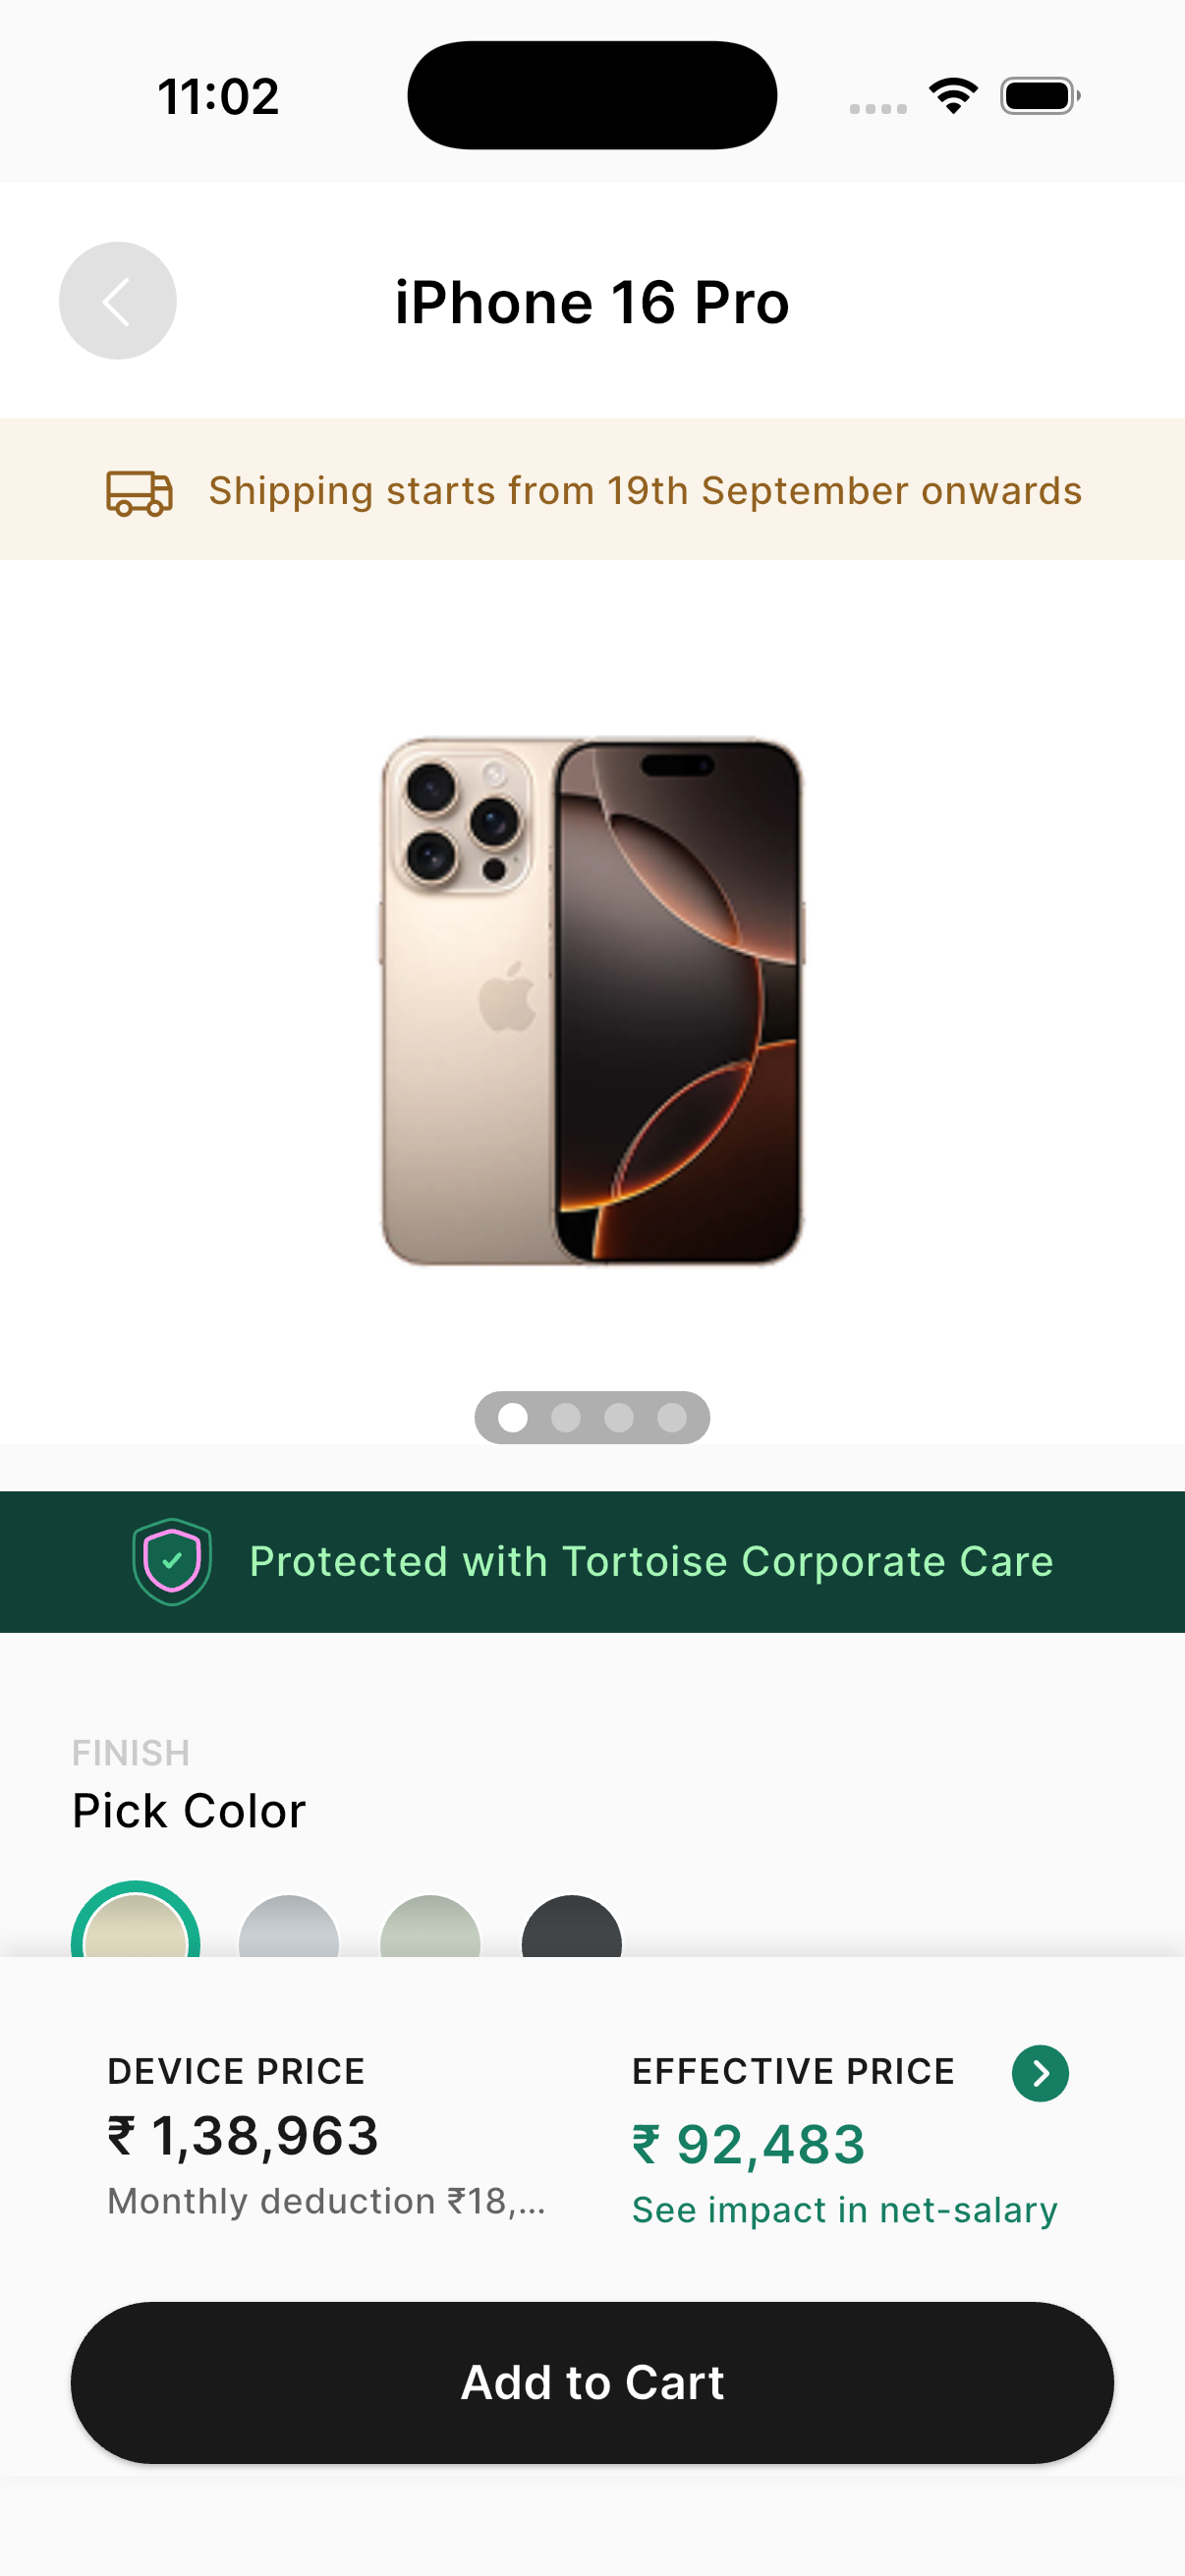 11:02
iPhone 16 Pro
Shipping starts from 19th September onwards
Protected with Tortoise Corporate Care
FINISH
Pick Color
DEVICE PRICE
₹ 1,38,963
Monthly deduction ₹18,...
EFFECTIVE PRICE
₹ 92,483
See impact in net-salary
Add to Cart